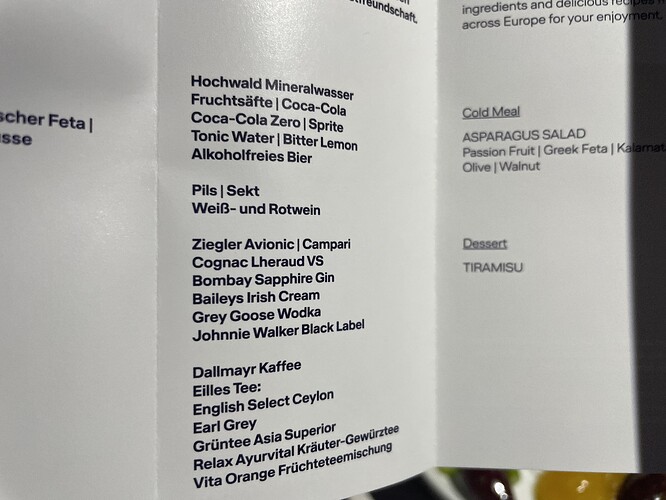 scher Feta |
sse
freundschaft.
Hochwald Mineralwasser
Fruchtsäfte | Coca-Cola
Coca-Cola Zero | Sprite
Tonic Water | Bitter Lemon
Alkoholfreies Bier
Pils | Sekt
Weiß- und Rotwein
Ziegler Avionic | Campari
Cognac Lheraud VS
Bombay Sapphire Gin
Baileys Irish Cream
Grey Goose Wodka
Johnnie Walker Black Label
Dallmayr Kaffee
Eilles Tee:
English Select Ceylon
Earl Grey
Grüntee Asia Superior
Relax Ayurvital Kräuter-Gewürztee
Vita Orange Früchteteemischung
ingredients and delicious recipes
across Europe for your enjoyment.
Cold Meal
ASPARAGUS SALAD
Passion Fruit | Greek Feta | Kalamat
Olive | Walnut
Dessert
TIRAMISU